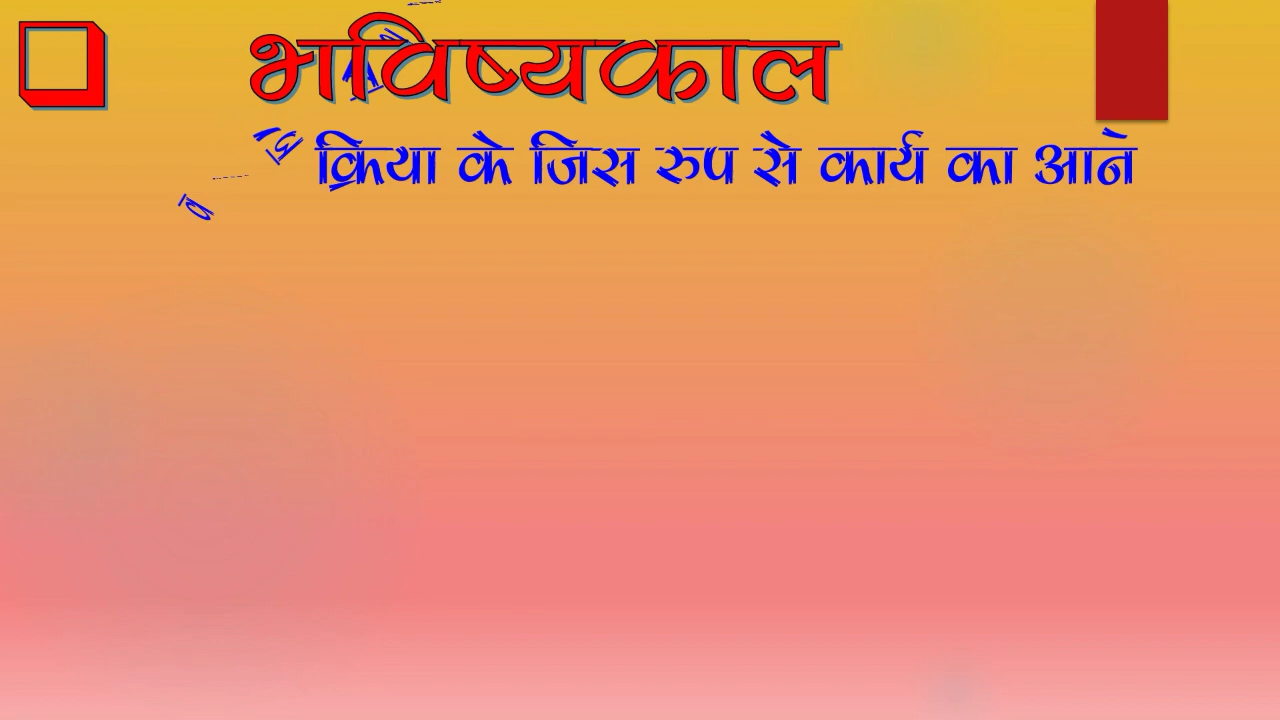 भविष्यकाल
क्रिया के जिस रुप से कार्य का आने